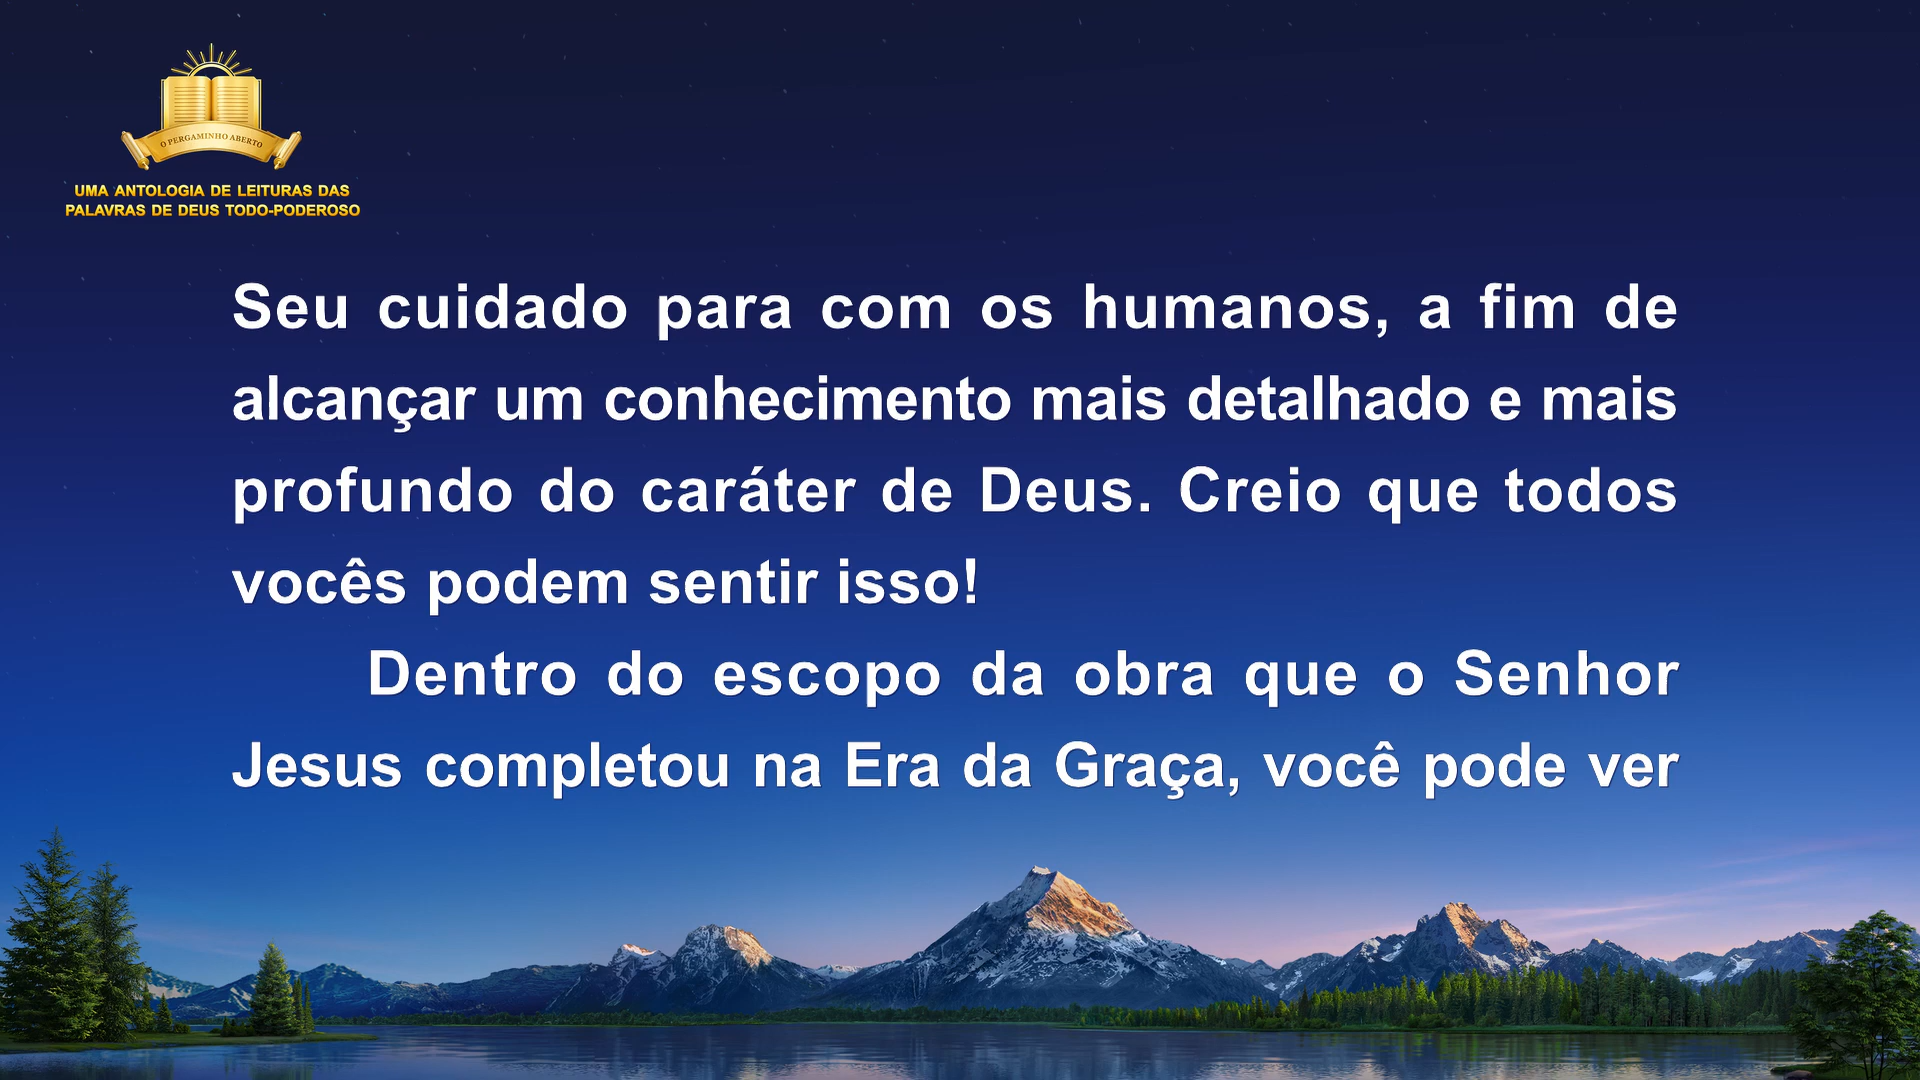 O PERGAMINHO ABERTO
UMA ANTOLOGIA DE LEITURAS DAS
PALAVRAS DE DEUS TODO-PODEROSO
Seu cuidado para com os humanos, a fim de
alcançar um conhecimento mais detalhado e mais
profundo do caráter de Deus. Creio que todos
vocês podem sentir isso!
Dentro do escopo da obra que o Senhor
Jesus completou na Era da Graça, você pode ver